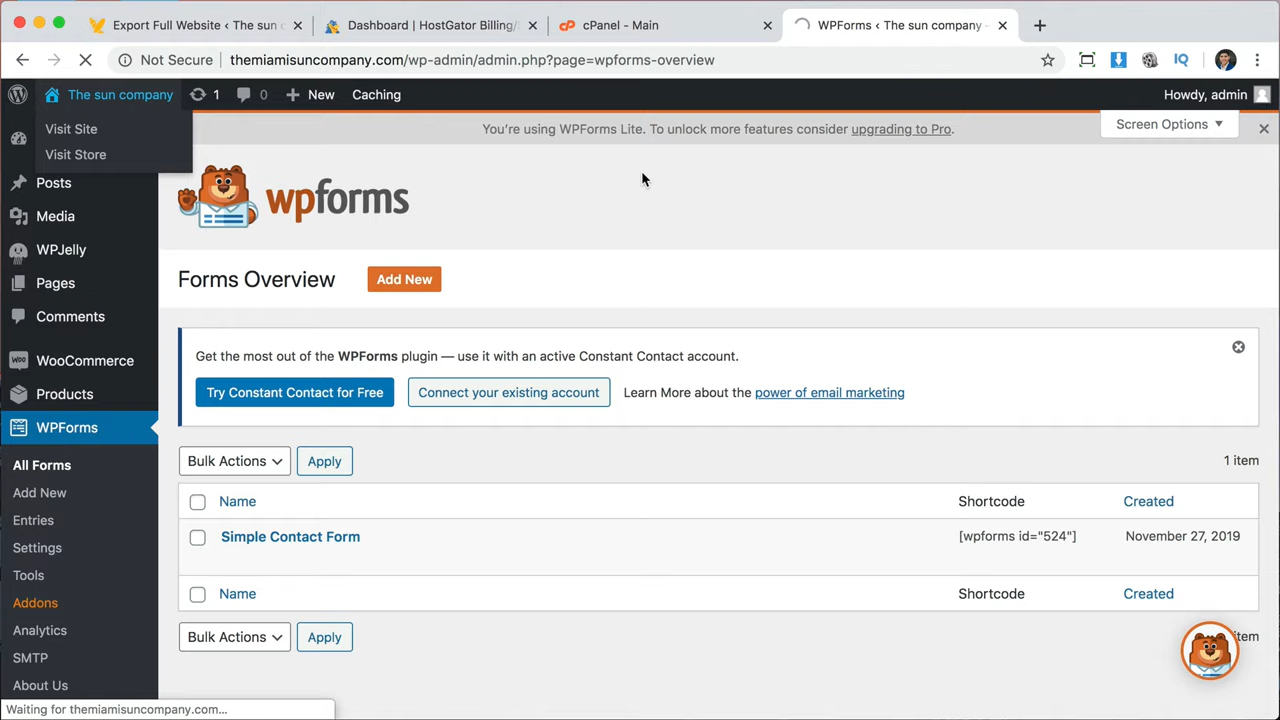 Export Full Website ‹ The sun c
Dashboard | HostGator Billing/
cPanel - Main
WPForms ‹ The sun company -
Not Secure themiamisuncompany.com/wp-admin/admin.php?page=wpforms-overview
IQ
The sun company 1 0 New Caching Howdy, admin
Visit Site
Visit Store
You're using WPForms Lite. To unlock more features consider upgrading to Pro.
Screen Options
Posts
Media
WPJelly
Pages
Comments
WooCommerce
Products
WPForms
All Forms
Add New
Entries
Settings
Tools
Addons
Analytics
SMTP
About Us
wpforms
Forms Overview Add New
Get the most out of the WPForms plugin — use it with an active Constant Contact account.
Try Constant Contact for Free Connect your existing account Learn More about the power of email marketing
Bulk Actions Apply 1 item
Name Shortcode Created
Simple Contact Form [wpforms id="524"] November 27, 2019
Name Shortcode Created
Bulk Actions Apply item
Waiting for themiamisuncompany.com...